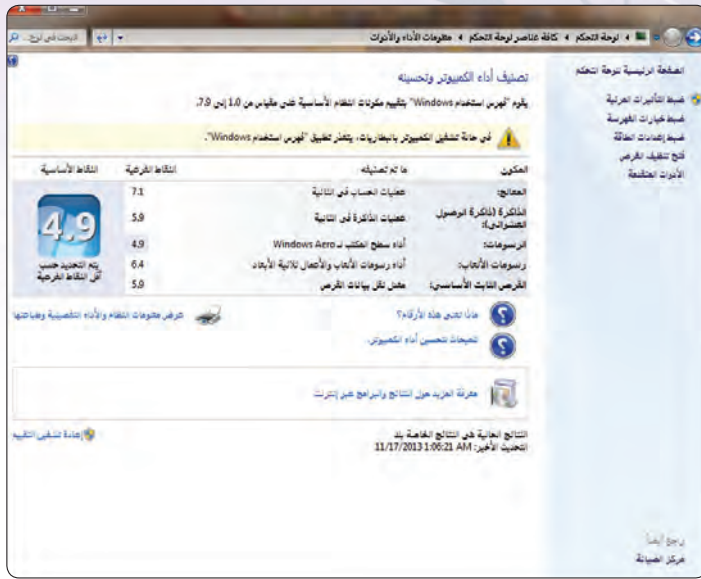 لوحة التحكم ‹ كافة عناصر لوحة التحكم ‹ معلومات الأداء والأدوات
البحث في لوح...
الصفحة الرئيسية للوحة التحكم
ضبط التأثيرات المرئية
ضبط خيارات الفهرسة
ضبط إعدادات الطاقة
فتح تنظيف القرص
الأدوات المتقدمة
تصنيف أداء الكمبيوتر وتحسينه
يقوم "فهرس استخدام Windows" بتقييم مكونات النظام الأساسية على مقياس من 1.0 إلى 7.9.
في حالة تشغيل الكمبيوتر بالبطاريات، يتعذر تطبيق "فهرس استخدام Windows".
المكون ما تم تصنيفه النقاط الفرعية النقاط الأساسية
المعالج: عمليات الحساب في الثانية 7.1
الذاكرة (ذاكرة الوصول العشوائي): عمليات الذاكرة في الثانية 5.9
الرسومات: أداء سطح المكتب لـ Windows Aero 4.9
رسومات الألعاب: أداء رسومات الألعاب والأعمال ثلاثية الأبعاد 6.4
القرص الثابت الأساسي: معدل نقل بيانات القرص 5.9
4.9
يتم التحديد حسب
أقل النقاط الفرعية
ماذا تعني هذه الأرقام؟
تلميحات لتحسين أداء الكمبيوتر.
عرض معلومات النظام والأداء التفصيلية وطباعتها
معرفة المزيد حول النتائج والبرامج عبر إنترنت
النتائج الحالية هي النتائج الخاصة بك
التحديث الأخير: 11/17/2013 1:06:21 AM
إعادة تشغيل التقييم
راجع أيضاً
مركز الصيانة